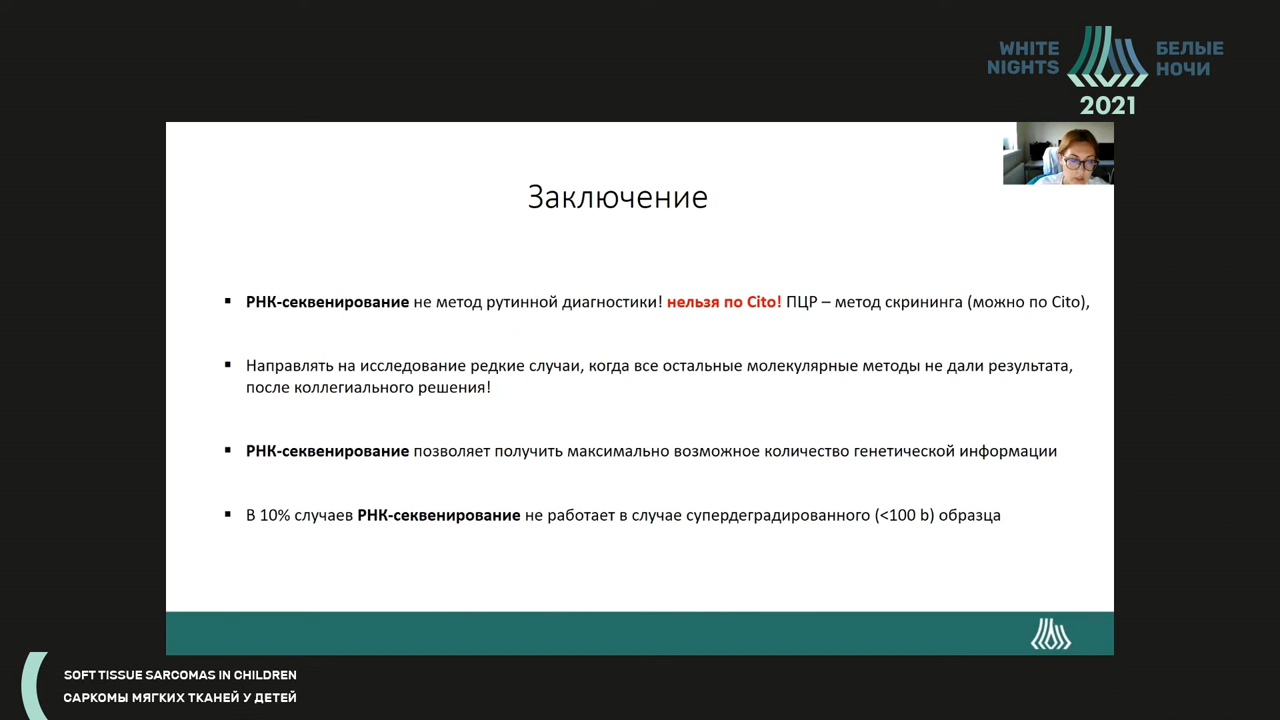 WHITE
NIGHTS
БЕЛЫЕ
НОЧИ
2021
Заключение
▪ РНК-секвенирование не метод рутинной диагностики! нельзя по Cito! ПЦР – метод скрининга (можно по Cito),
▪ Направлять на исследование редкие случаи, когда все остальные молекулярные методы не дали результата,
после коллегиального решения!
▪ РНК-секвенирование позволяет получить максимально возможное количество генетической информации
▪ В 10% случаев РНК-секвенирование не работает в случае супердеградированного (<100 b) образца
SOFT TISSUE SARCOMAS IN CHILDREN
САРКОМЫ МЯГКИХ ТКАНЕЙ У ДЕТЕЙ